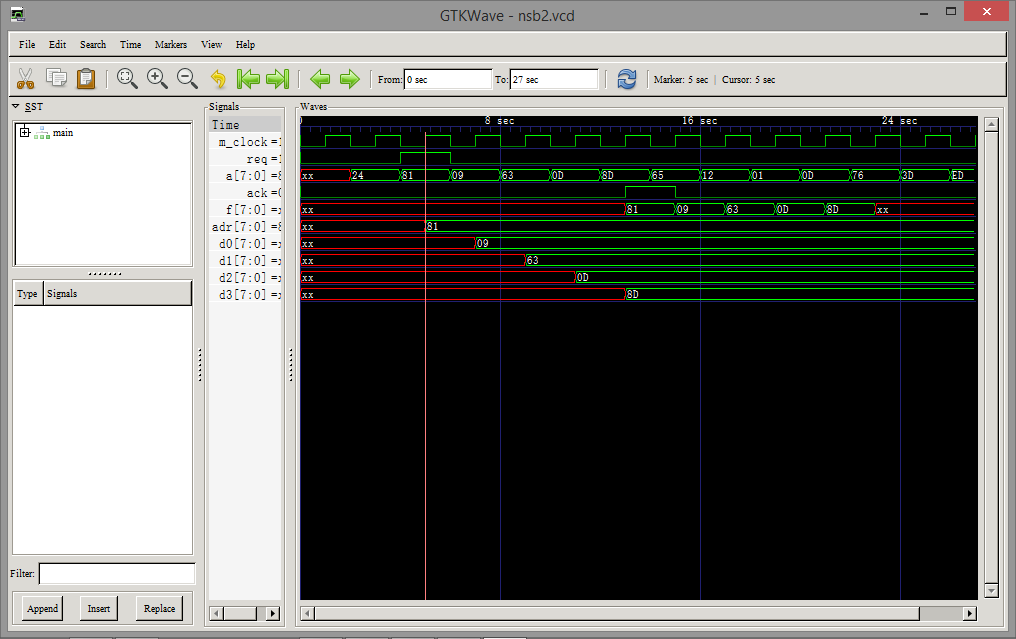 GTKWave - nsb2.vcd
File Edit Search Time Markers View Help
From: 0 sec To: 27 sec Marker: 5 sec | Cursor: 5 sec
SST
main
Type Signals
Filter:
Append Insert Replace
Signals
Time
m_clock =1
req =1
a[7:0] =8
ack =0
f[7:0] =x
adr[7:0] =8
d0[7:0] =x
d1[7:0] =x
d2[7:0] =x
d3[7:0] =x
Waves
8 sec 16 sec 24 sec
xx 24 81 09 63 0D 8D 65 12 01 0D 76 3D ED
xx 81 09 63 0D 8D xx
xx 81
xx 09
xx 63
xx 0D
xx 8D